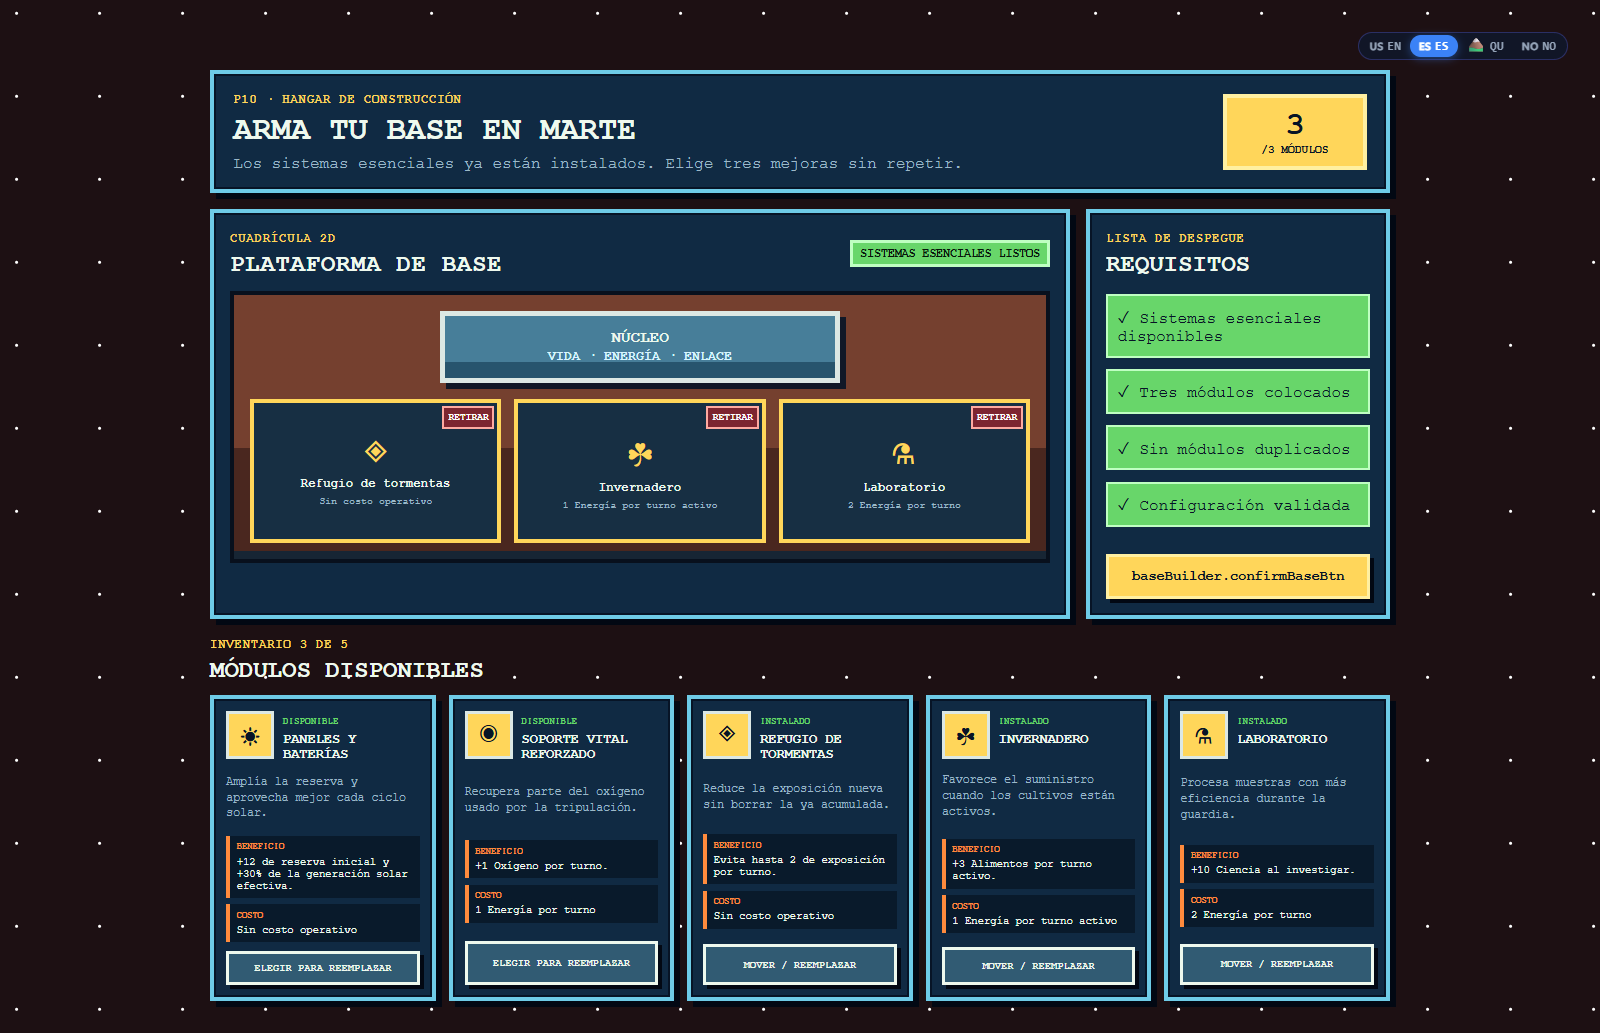 US EN
ES ES
QU
NO NO
P10 · HANGAR DE CONSTRUCCIÓN
ARMA TU BASE EN MARTE
Los sistemas esenciales ya están instalados. Elige tres mejoras sin repetir.
3
/3 MÓDULOS
CUADRÍCULA 2D
PLATAFORMA DE BASE
SISTEMAS ESENCIALES LISTOS
NÚCLEO
VIDA · ENERGÍA · ENLACE
RETIRAR
Refugio de tormentas
Sin costo operativo
RETIRAR
Invernadero
1 Energía por turno activo
RETIRAR
Laboratorio
2 Energía por turno
LISTA DE DESPEGUE
REQUISITOS
✓ Sistemas esenciales
disponibles
✓ Tres módulos colocados
✓ Sin módulos duplicados
✓ Configuración validada
baseBuilder.confirmBaseBtn
INVENTARIO 3 DE 5
MÓDULOS DISPONIBLES
DISPONIBLE
PANELES Y
BATERÍAS
Amplía la reserva y
aprovecha mejor cada ciclo
solar.
BENEFICIO
+12 de reserva inicial y
+30% de la generación solar
efectiva.
COSTO
Sin costo operativo
ELEGIR PARA REEMPLAZAR
DISPONIBLE
SOPORTE VITAL
REFORZADO
Recupera parte del oxígeno
usado por la tripulación.
BENEFICIO
+1 Oxígeno por turno.
COSTO
1 Energía por turno
ELEGIR PARA REEMPLAZAR
INSTALADO
REFUGIO DE
TORMENTAS
Reduce la exposición nueva
sin borrar la ya acumulada.
BENEFICIO
Evita hasta 2 de exposición
por turno.
COSTO
Sin costo operativo
MOVER / REEMPLAZAR
INSTALADO
INVERNADERO
Favorece el suministro
cuando los cultivos están
activos.
BENEFICIO
+3 Alimentos por turno
activo.
COSTO
1 Energía por turno activo
MOVER / REEMPLAZAR
INSTALADO
LABORATORIO
Procesa muestras con más
eficiencia durante la
guardia.
BENEFICIO
+10 Ciencia al investigar.
COSTO
2 Energía por turno
MOVER / REEMPLAZAR